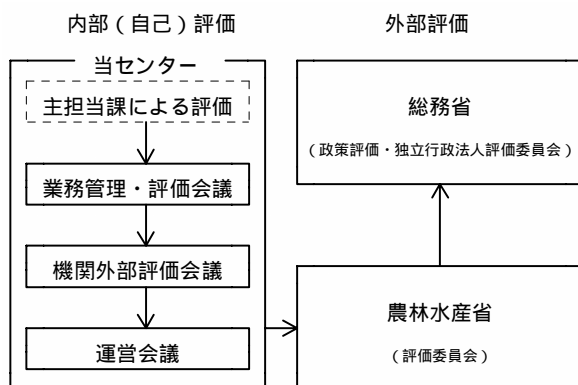 内部（自己）評価
外部評価
当センター
主担当課による評価
業務管理・評価会議
機関外部評価会議
運営会議
総務省
（政策評価・独立行政法人評価委員会）
農林水産省
（評価委員会）